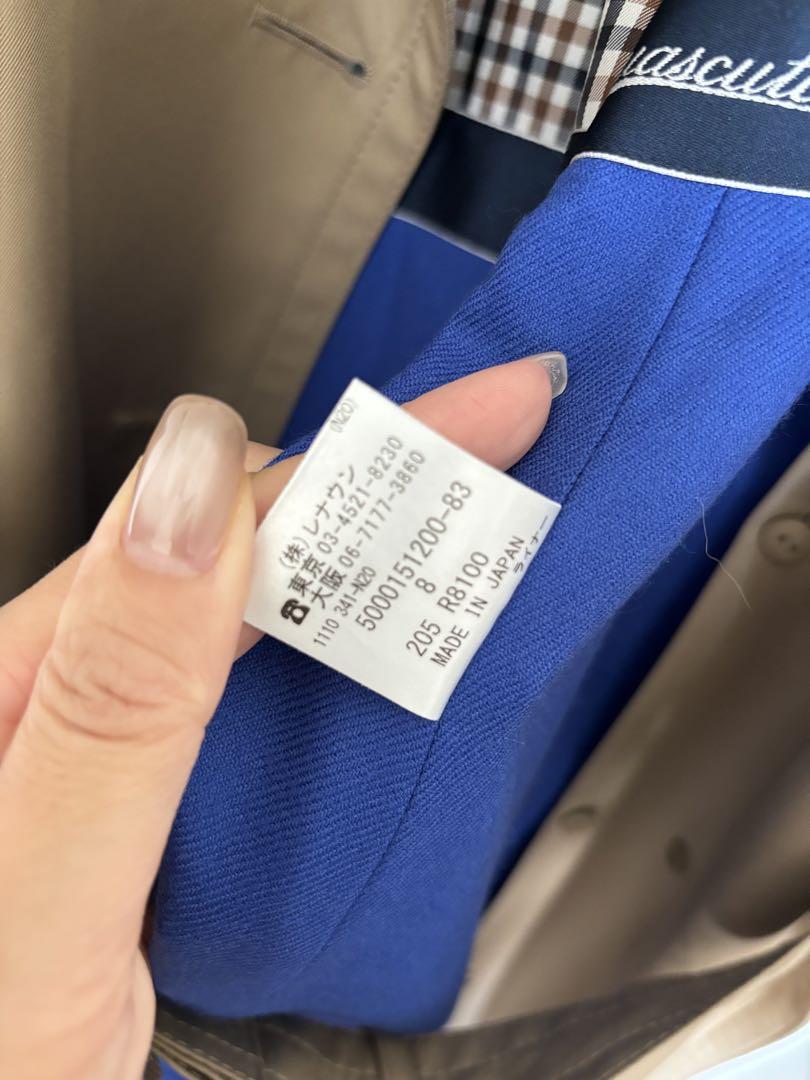 uascut
(N20)
(株)レナウン
☎東京 03-4521-8230
大阪 06-7177-3860
1110 341-N20
5000151200-83
8
205 R8100
MADE IN JAPAN
ライナー